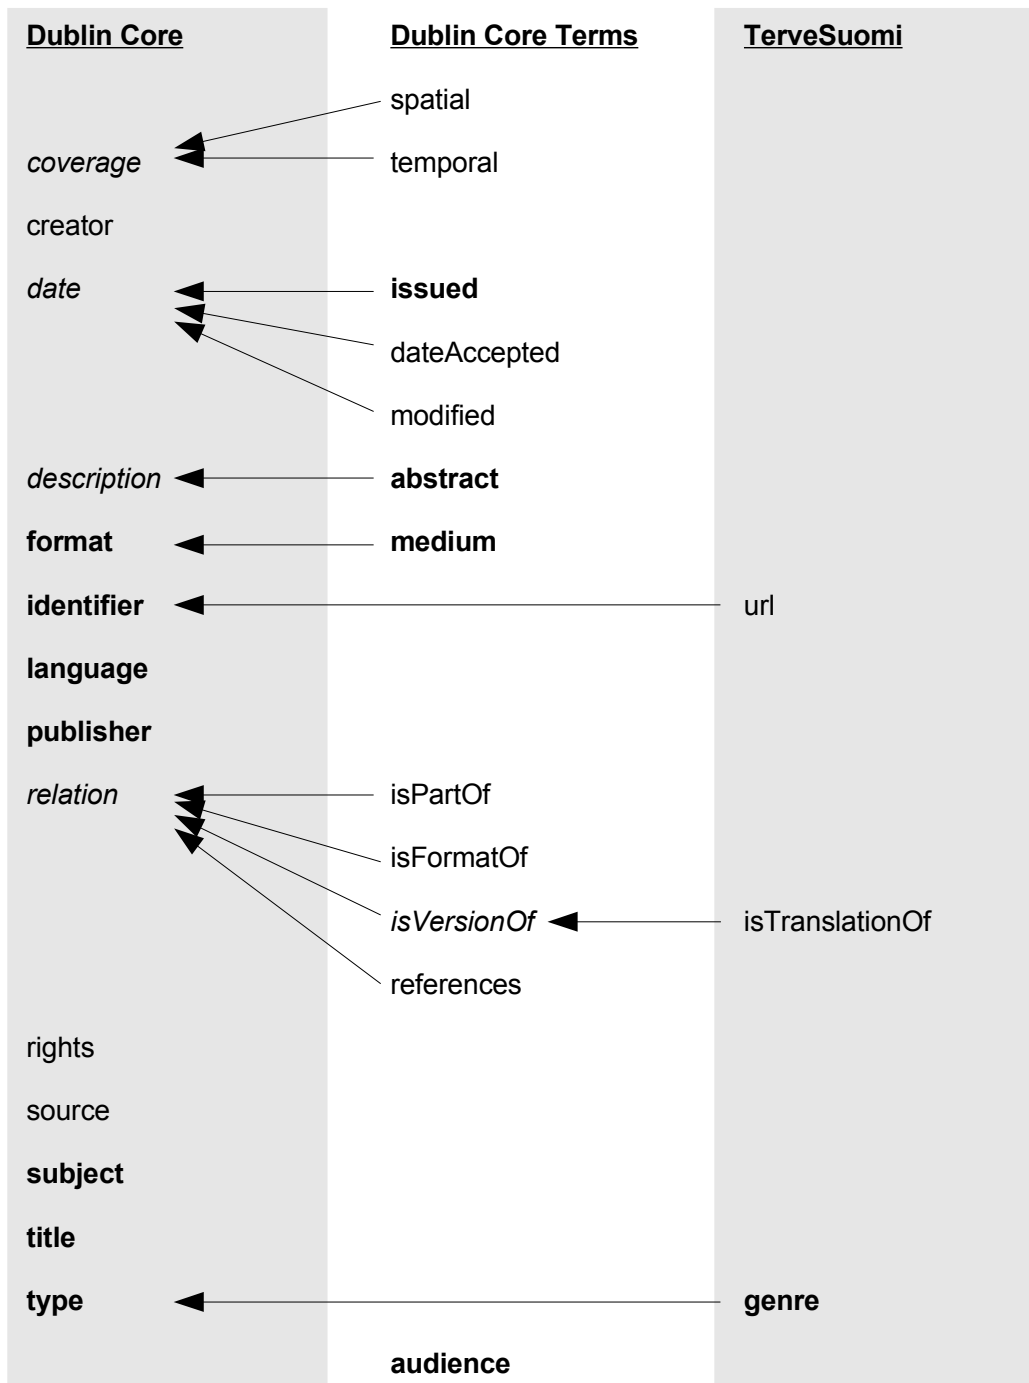 Dublin Core Dublin Core Terms TerveSuomi
spatial
coverage temporal
creator
date issued
dateAccepted
modified
description abstract
format medium
identifier url
language
publisher
relation isPartOf
isFormatOf
isVersionOf isTranslationOf
references
rights
source
subject
title
type genre
audience